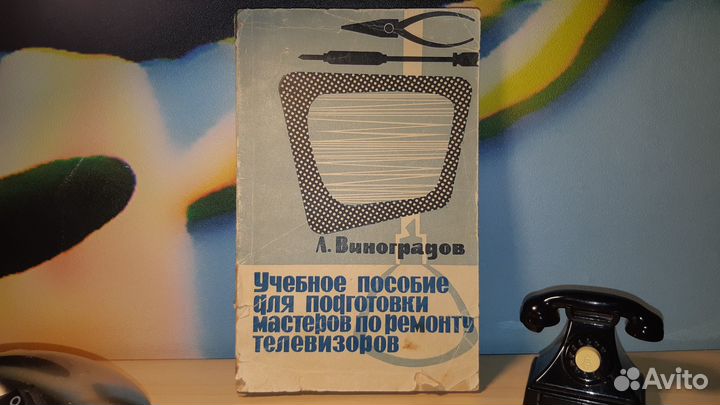 Л. Виноградов
Учебное пособие
для подготовки
мастеров по ремонту
телевизоров
Avito